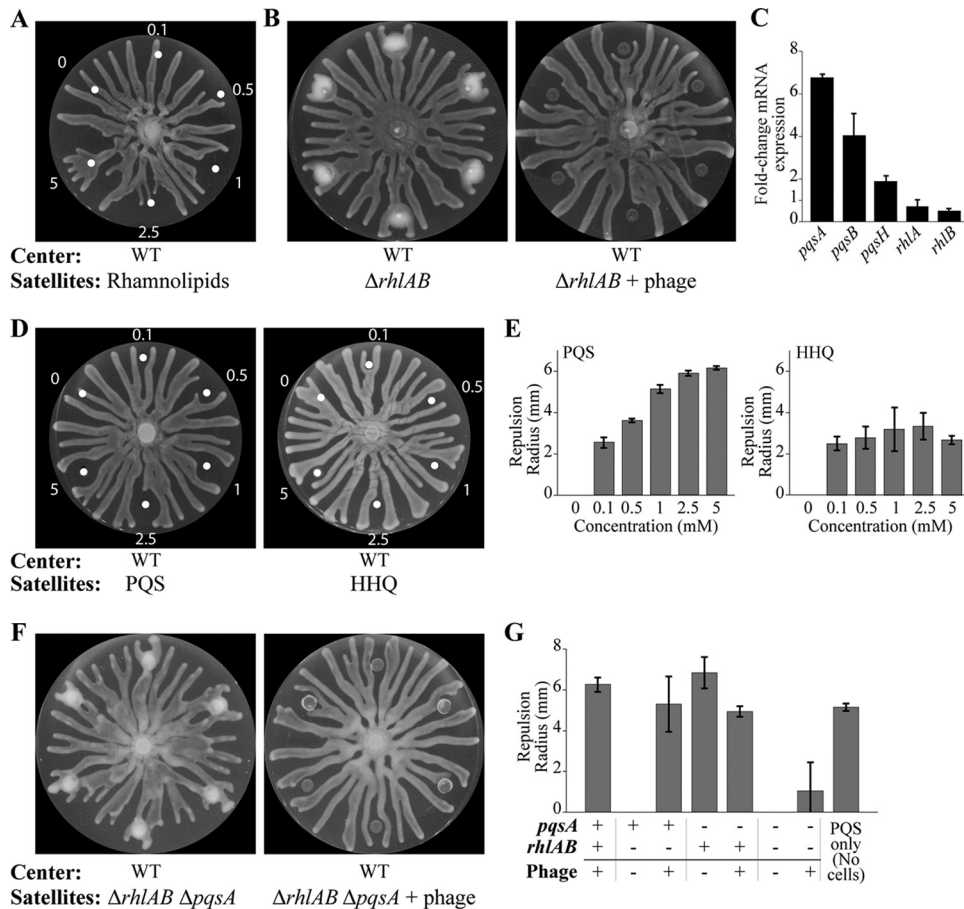 A
0.1
0
0.5
5
1
2.5
Center: WT
Satellites: Rhamnolipids
B
WT WT
ΔrhlAB ΔrhlAB + phage
C
Fold-change mRNA
expression
8
6
4
2
1
0
pqsA pqsB pqsH rhlA rhlB
D
0.1 0.1
0 0.5 0 0.5
5 1 5 1
2.5 2.5
Center: WT WT
Satellites: PQS HHQ
E
PQS HHQ
Repulsion
Radius (mm)
6
4
2
0
0 0.1 0.5 1 2.5 5
Concentration (mM)
Repulsion
Radius (mm)
6
4
2
0
0 0.1 0.5 1 2.5 5
Concentration (mM)
F
Center: WT WT
Satellites: ΔrhlAB ΔpqsA ΔrhlAB ΔpqsA + phage
G
Repulsion
Radius (mm)
8
6
4
2
0
pqsA + + + - - - - PQS
rhlAB + - - + + - - only
(No
Phage + - + - + - + cells)